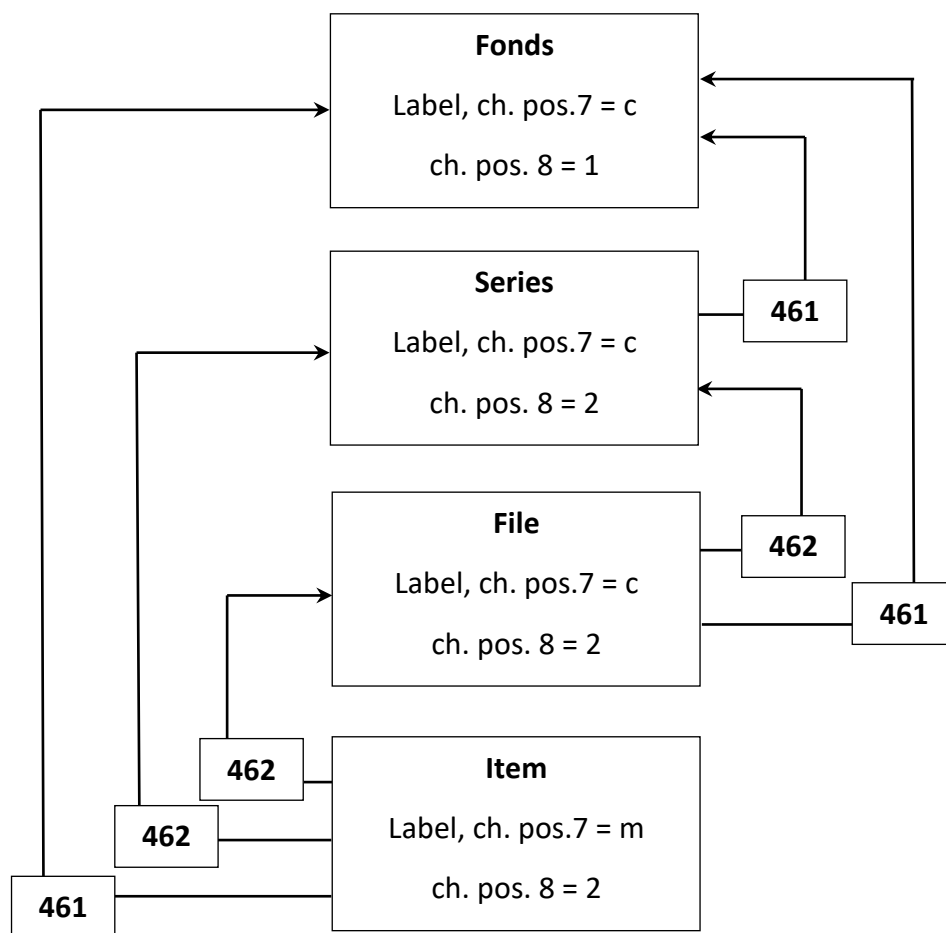 Fonds
Label, ch. pos.7 = c
ch. pos. 8 = 1
Series
461
Label, ch. pos.7 = c
ch. pos. 8 = 2
File
462
Label, ch. pos.7 = c
461
ch. pos. 8 = 2
462
Item
462
Label, ch. pos.7 = m
461
ch. pos. 8 = 2